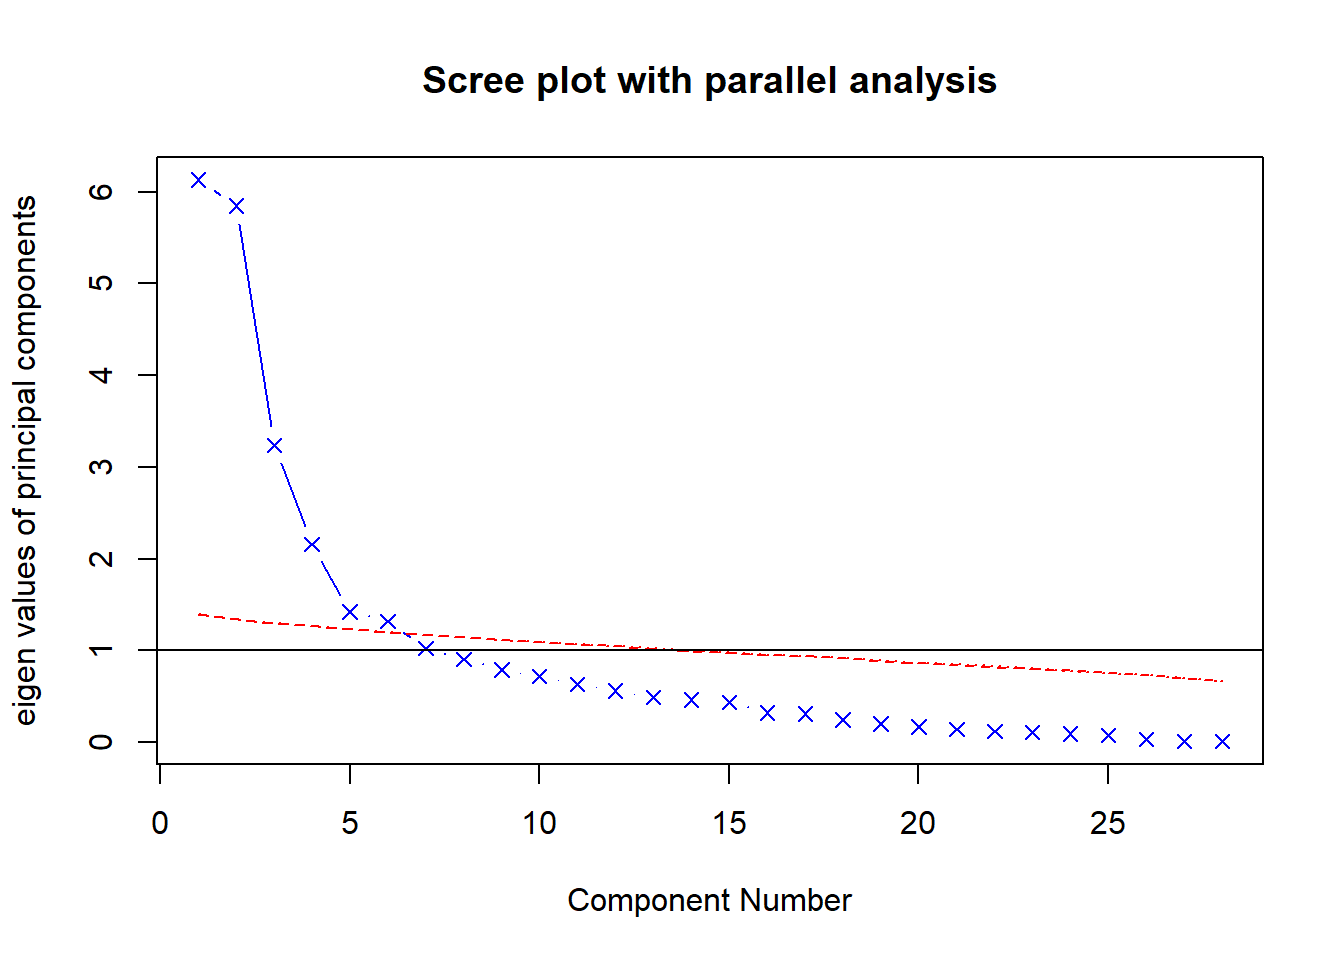 Scree plot with parallel analysis
eigen values of principal components
6
5
4
3
2
1
0
0 5 10 15 20 25
Component Number